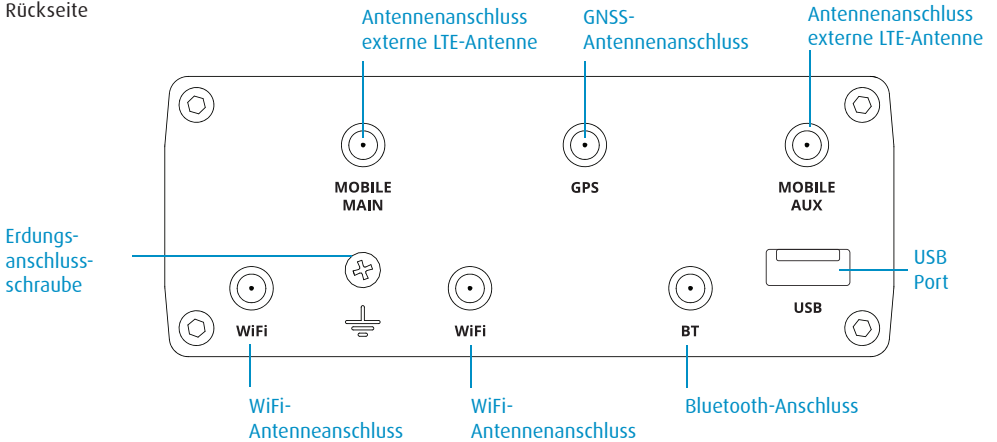 Rückseite
Antennenanschluss
externe LTE-Antenne
GNSS-
Antennenanschluss
Antennenanschluss
externe LTE-Antenne
MOBILE
MAIN
GPS
MOBILE
AUX
Erdungs-
anschluss-
schraube
USB
Port
USB
WiFi
WiFi
BT
WiFi-
Antenneanschluss
WiFi-
Antennenanschluss
Bluetooth-Anschluss